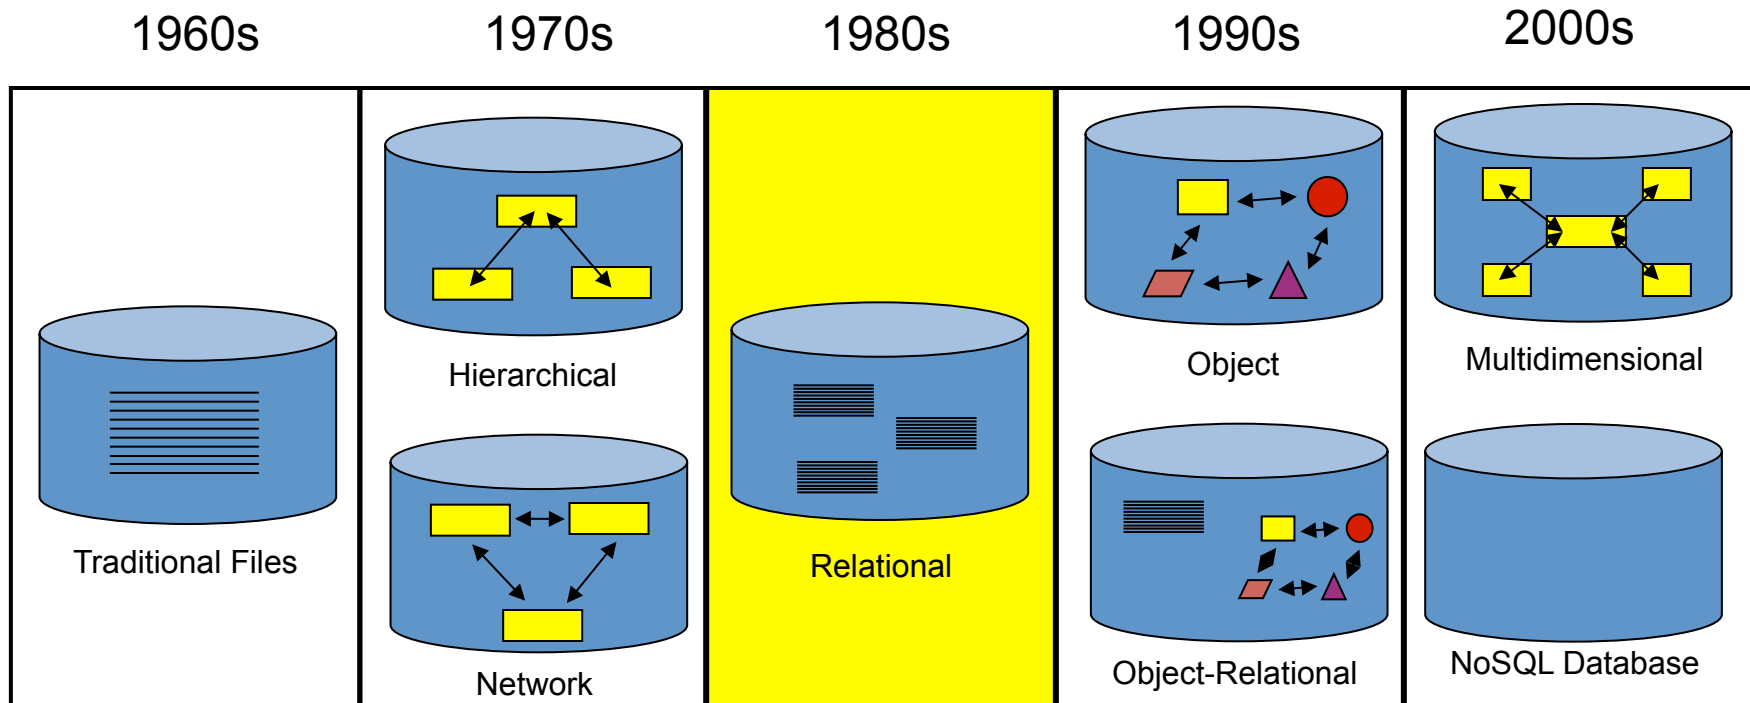 1960s
1970s
1980s
1990s
2000s
Traditional Files
Hierarchical
Network
Relational
Object
Object-Relational
Multidimensional
NoSQL Database